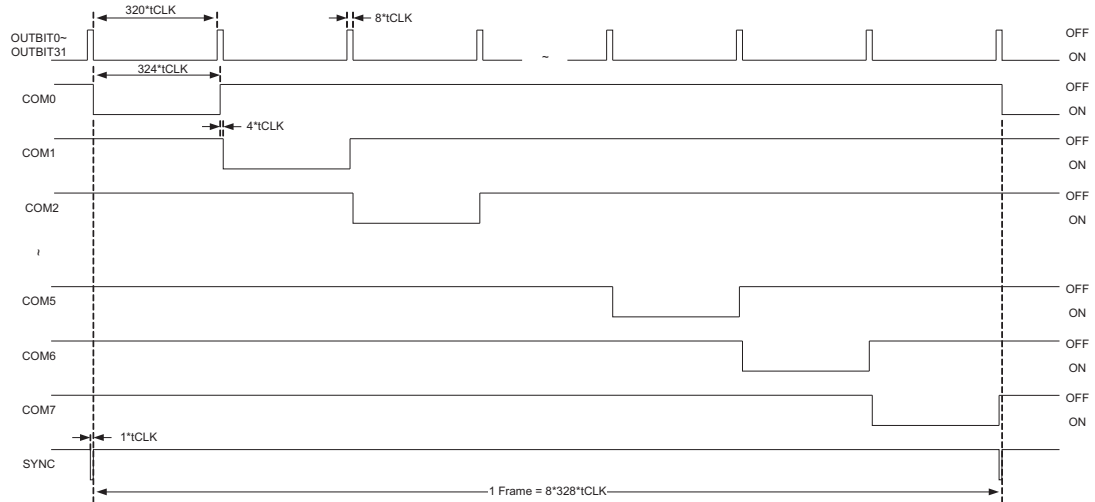 320*tCLK
8*tCLK
OUTBIT0~
OUTBIT31
OFF
ON
~
324*tCLK
COM0
OFF
ON
4*tCLK
COM1
OFF
ON
COM2
OFF
ON
~
COM5
OFF
ON
COM6
OFF
ON
COM7
OFF
ON
1*tCLK
SYNC
1 Frame = 8*328*tCLK